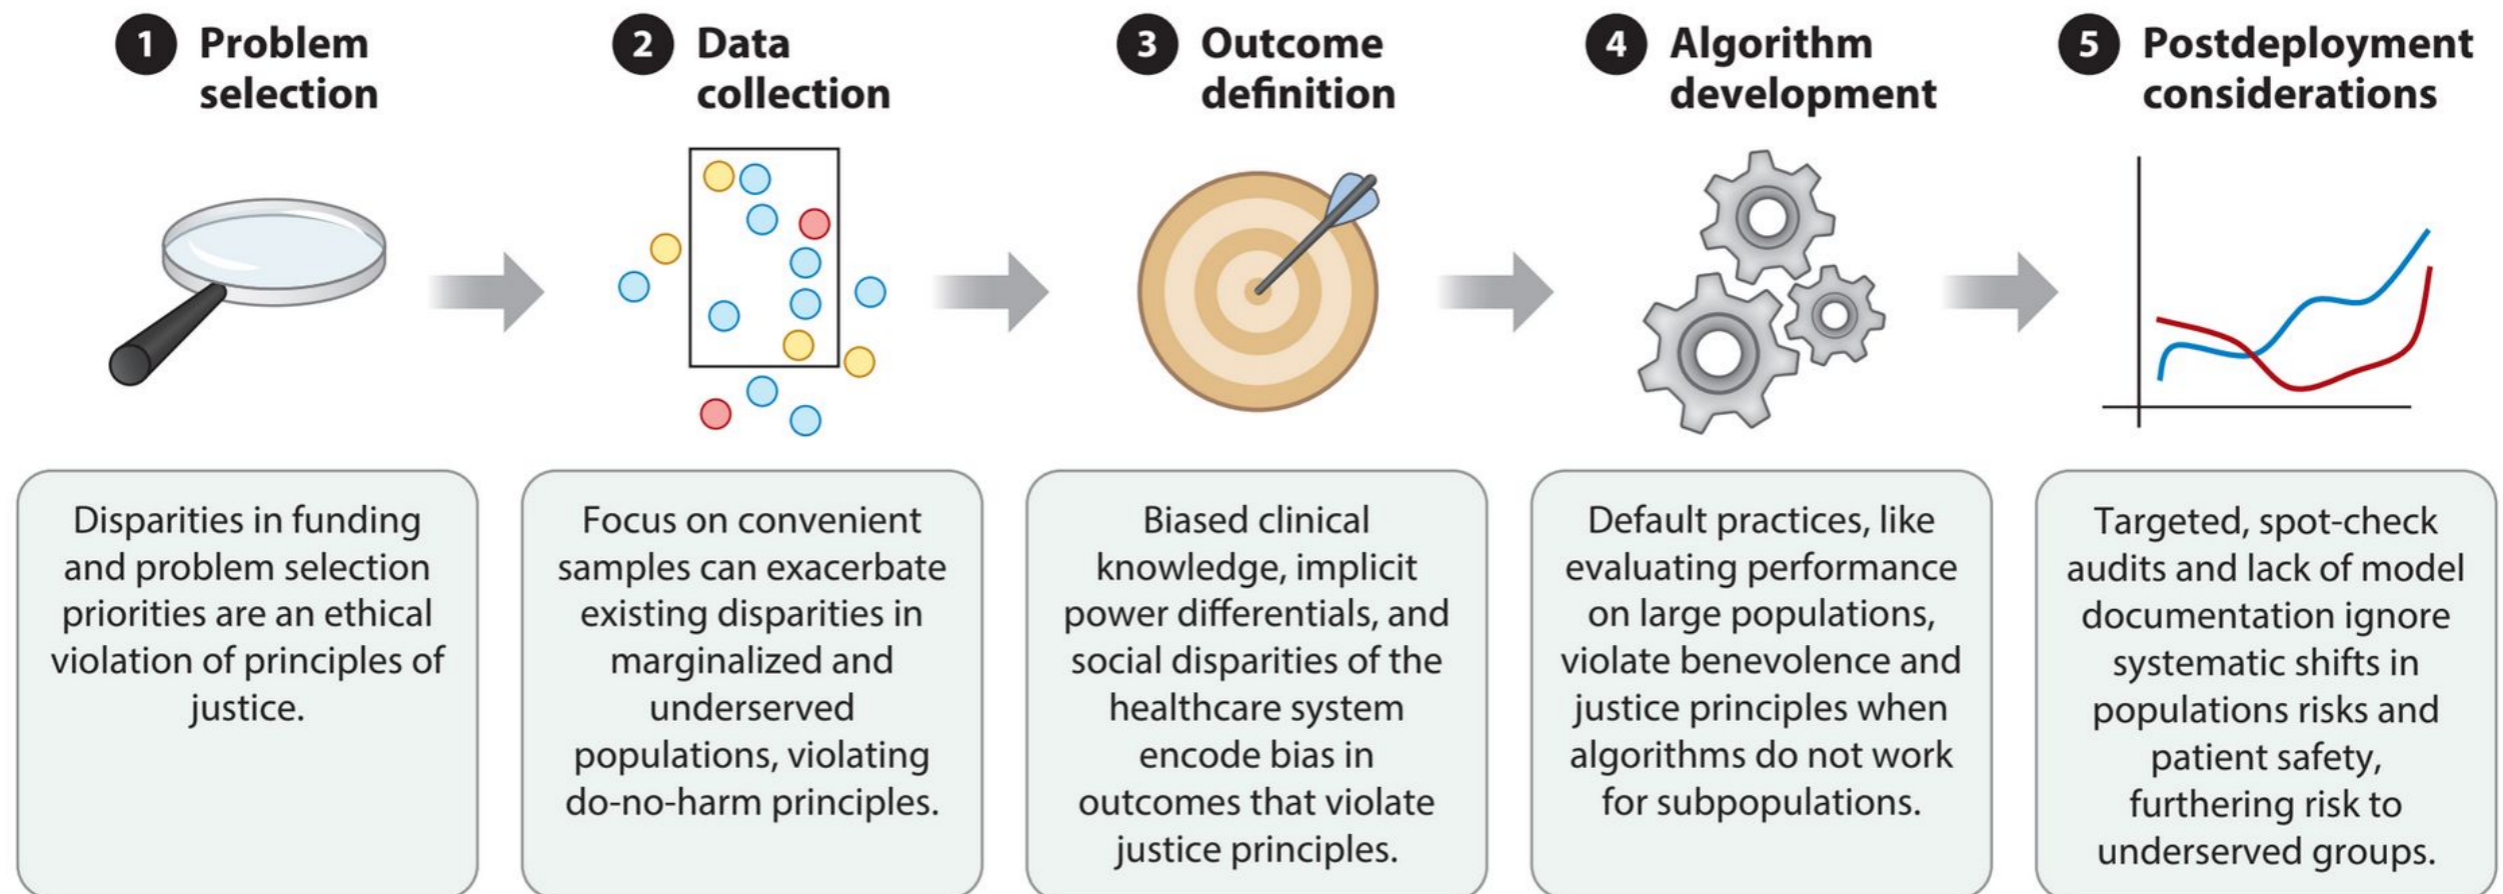 1 Problem
selection
2 Data
collection
3 Outcome
definition
4 Algorithm
development
5 Postdeployment
considerations
Disparities in funding
and problem selection
priorities are an ethical
violation of principles of
justice.
Focus on convenient
samples can exacerbate
existing disparities in
marginalized and
underserved
populations, violating
do-no-harm principles.
Biased clinical
knowledge, implicit
power differentials, and
social disparities of the
healthcare system
encode bias in
outcomes that violate
justice principles.
Default practices, like
evaluating performance
on large populations,
violate benevolence and
justice principles when
algorithms do not work
for subpopulations.
Targeted, spot-check
audits and lack of model
documentation ignore
systematic shifts in
populations risks and
patient safety,
furthering risk to
underserved groups.